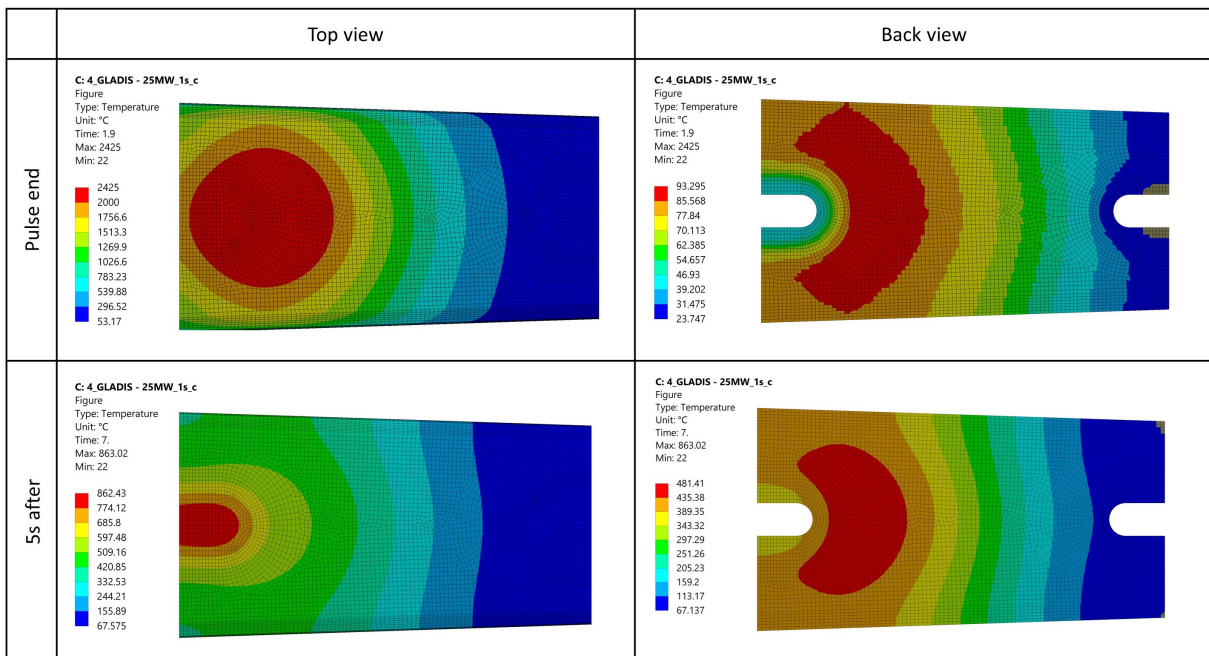 Top view
Back view
Pulse end
C: 4_GLADIS - 25MW_1s_c
Figure
Type: Temperature
Unit: °C
Time: 1.9
Max: 2425
Min: 22
2425
2000
1756.6
1513.3
1269.9
1026.6
783.23
539.88
296.52
53.17
C: 4_GLADIS - 25MW_1s_c
Figure
Type: Temperature
Unit: °C
Time: 1.9
Max: 2425
Min: 22
93.295
85.568
77.84
70.113
62.385
54.657
46.93
39.202
31.475
23.747
5s after
C: 4_GLADIS - 25MW_1s_c
Figure
Type: Temperature
Unit: °C
Time: 7.
Max: 863.02
Min: 22
862.43
774.12
685.8
597.48
509.16
420.85
332.53
244.21
155.89
67.575
C: 4_GLADIS - 25MW_1s_c
Figure
Type: Temperature
Unit: °C
Time: 7.
Max: 863.02
Min: 22
481.41
435.38
389.35
343.32
297.29
251.26
205.23
159.2
113.17
67.137